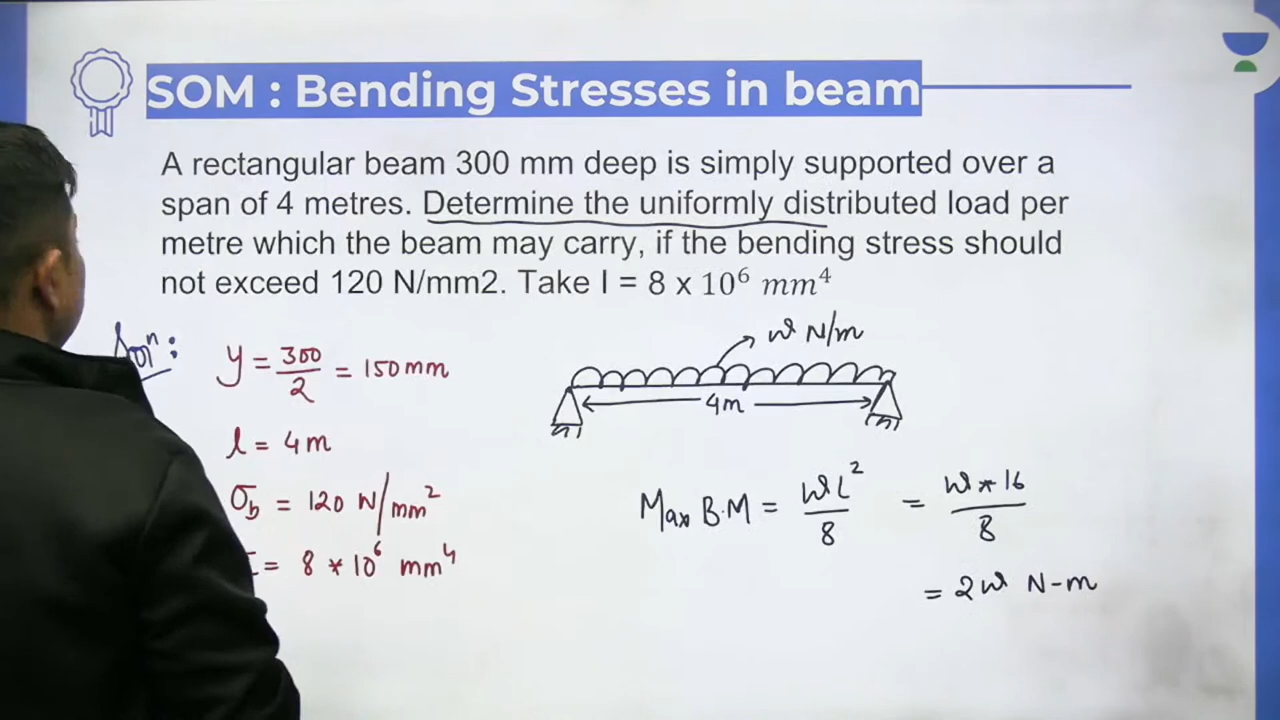 SOM : Bending Stresses in beam
A rectangular beam 300 mm deep is simply supported over a
span of 4 metres. Determine the uniformly distributed load per
metre which the beam may carry, if the bending stress should
not exceed 120 N/mm2. Take I = 8 x 10⁶ mm⁴
Solⁿ:
y = 300/2 = 150 mm
w N/m
4m
l = 4 m
σb = 120 N/mm²
Max B.M = wl²/8 = w*16/8
= 8 * 10⁶ mm⁴
= 2w N-m